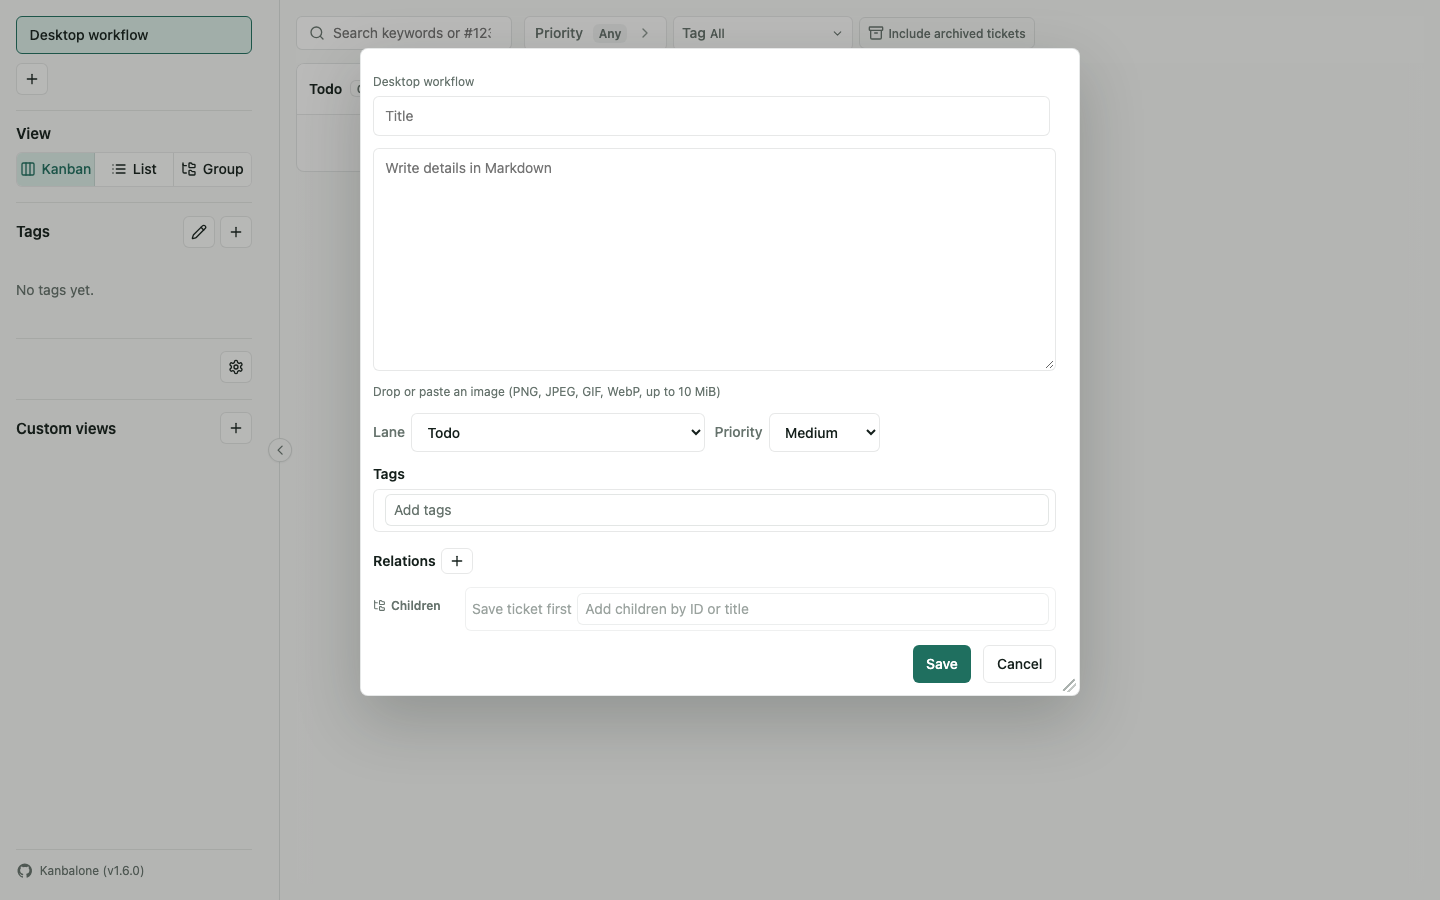 Desktop workflow
View
Kanban
List
Group
Tags
No tags yet.
Custom views
Kanbalone (v1.6.0)
Search keywords or #123
Priority Any
Tag All
Include archived tickets
Todo
Desktop workflow
Title
Write details in Markdown
Drop or paste an image (PNG, JPEG, GIF, WebP, up to 10 MiB)
Lane Todo Priority Medium
Tags
Add tags
Relations
Children Save ticket first Add children by ID or title
Save Cancel